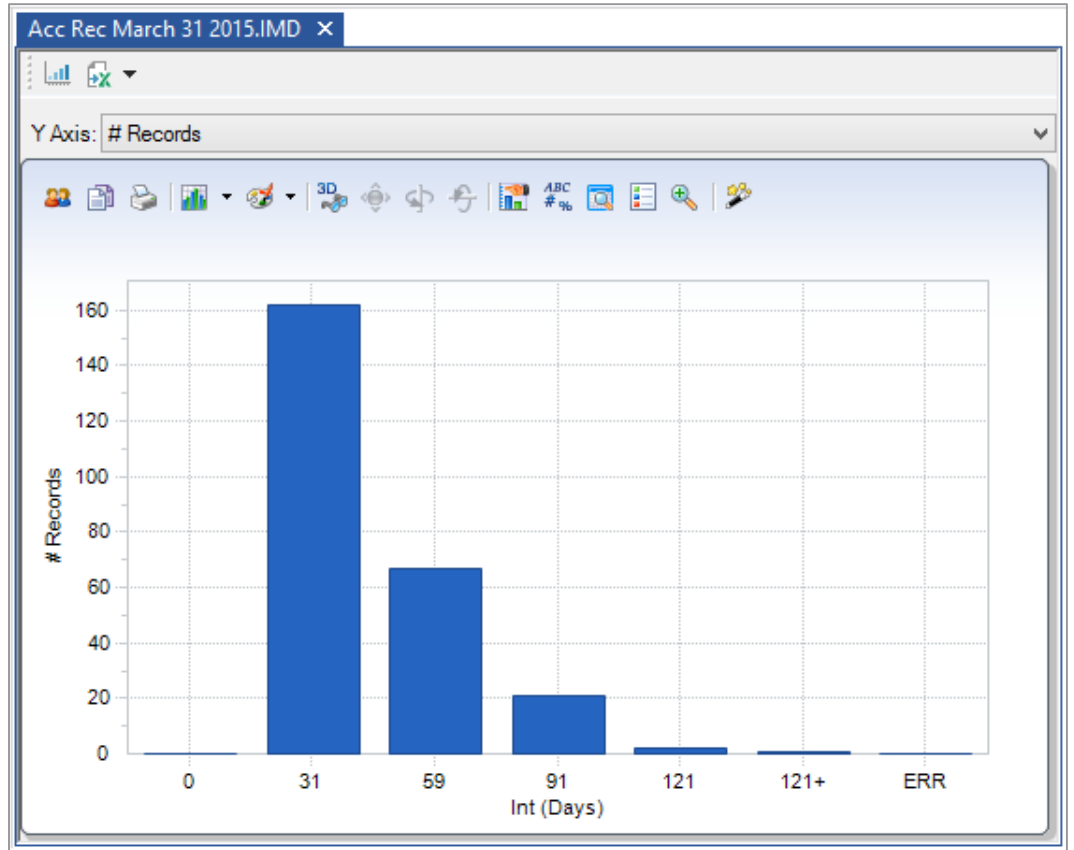 Acc Rec March 31 2015.IMD
Y Axis: # Records
3D ABC # %
160
140
120
100
80
60
40
20
0
# Records
0 31 59 91 121 121+ ERR
Int (Days)